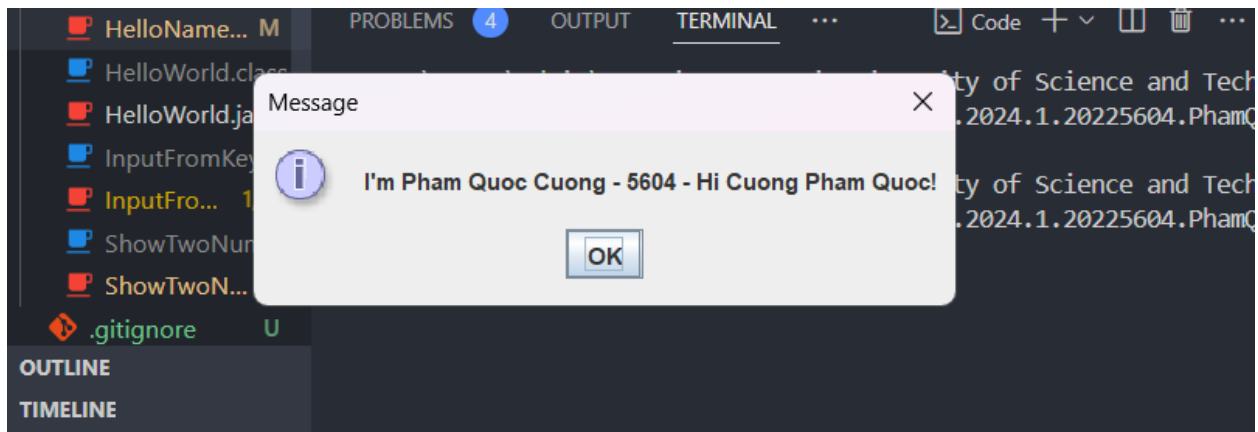 HelloName... M
HelloWorld.class
HelloWorld.ja
InputFromKey
InputFro... 1,
ShowTwoNum
ShowTwoN...
.gitignore U
OUTLINE
TIMELINE
PROBLEMS 4 OUTPUT TERMINAL ... Code
ty of Science and Tech
.2024.1.20225604.PhamQ
ty of Science and Tech
.2024.1.20225604.PhamQ
Message
I'm Pham Quoc Cuong - 5604 - Hi Cuong Pham Quoc!
OK